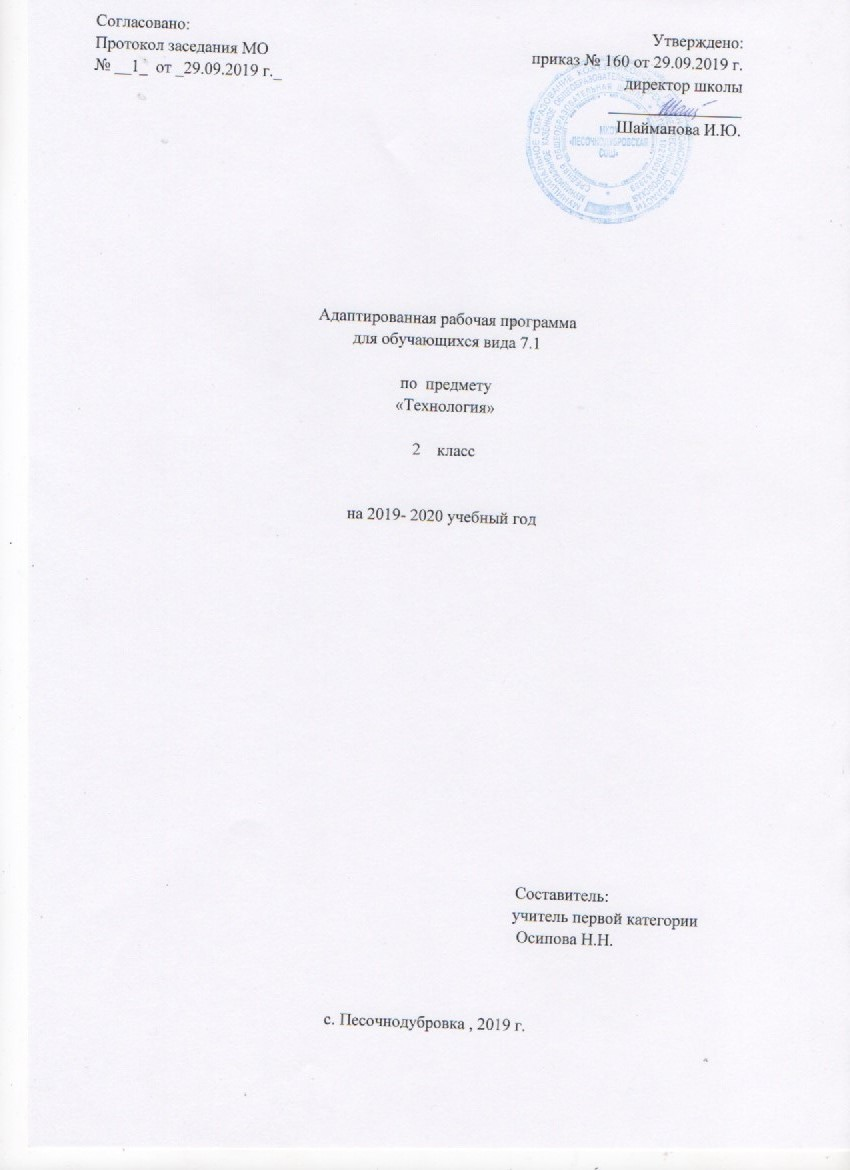 Согласовано:
Протокол заседания МО
№ __1_ от _29.09.2019 г._
Утверждено:
приказ № 160 от 29.09.2019 г.
директор школы
Шайманова И.Ю.
«ПЕСОЧНОДУБРОВСКАЯ
СОШ»
Адаптированная рабочая программа
для обучающихся вида 7.1
по предмету
«Технология»
2 класс
на 2019- 2020 учебный год
Составитель:
учитель первой категории
Осипова Н.Н.
с. Песочнодубровка , 2019 г.